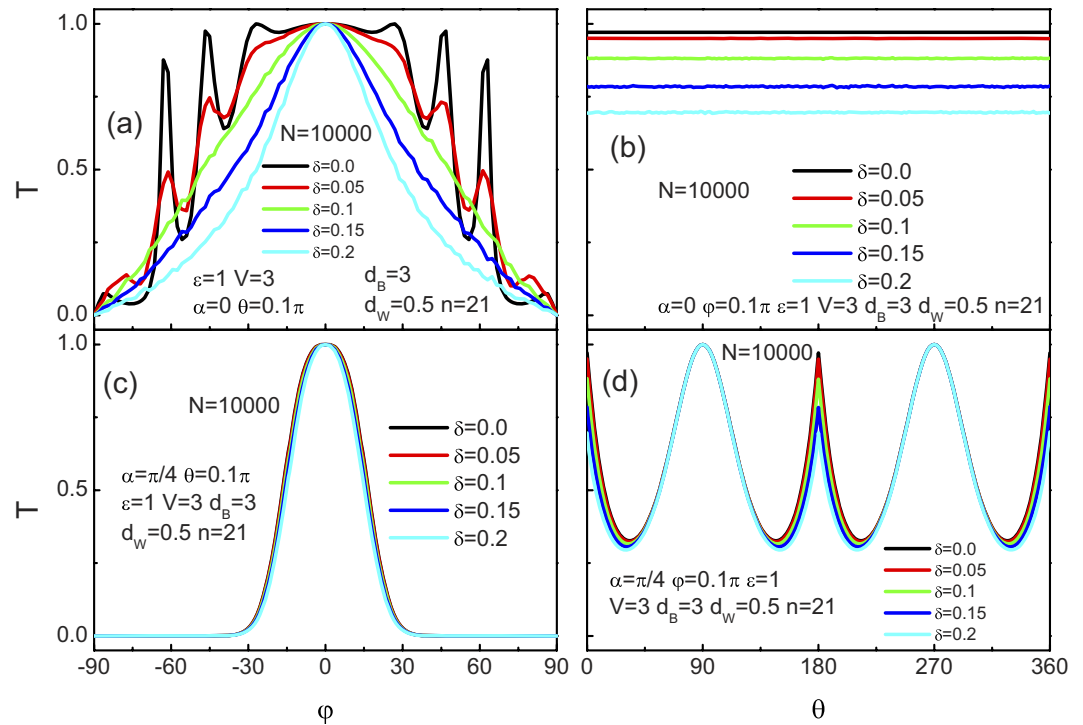 1.0
0.5
0.0
T
(a)
N=10000
δ=0.0
δ=0.05
δ=0.1
δ=0.15
δ=0.2
ε=1 V=3
α=0 θ=0.1π
d_B=3
d_W=0.5 n=21
(b)
N=10000
δ=0.0
δ=0.05
δ=0.1
δ=0.15
δ=0.2
α=0 φ=0.1π ε=1 V=3 d_B=3 d_W=0.5 n=21
1.0
0.5
0.0
T
(c)
N=10000
δ=0.0
δ=0.05
δ=0.1
δ=0.15
δ=0.2
α=π/4 θ=0.1π
ε=1 V=3 d_B=3
d_W=0.5 n=21
-90 -60 -30 0 30 60 90
φ
N=10000
(d)
δ=0.0
δ=0.05
δ=0.1
δ=0.15
δ=0.2
α=π/4 φ=0.1π ε=1
V=3 d_B=3 d_W=0.5 n=21
0 90 180 270 360
θ